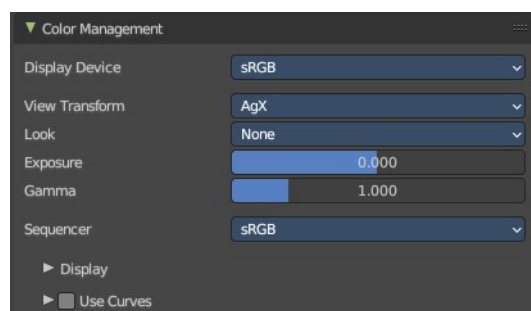 Color Management
Display Device sRGB
View Transform AgX
Look None
Exposure 0.000
Gamma 1.000
Sequencer sRGB
Display
Use Curves